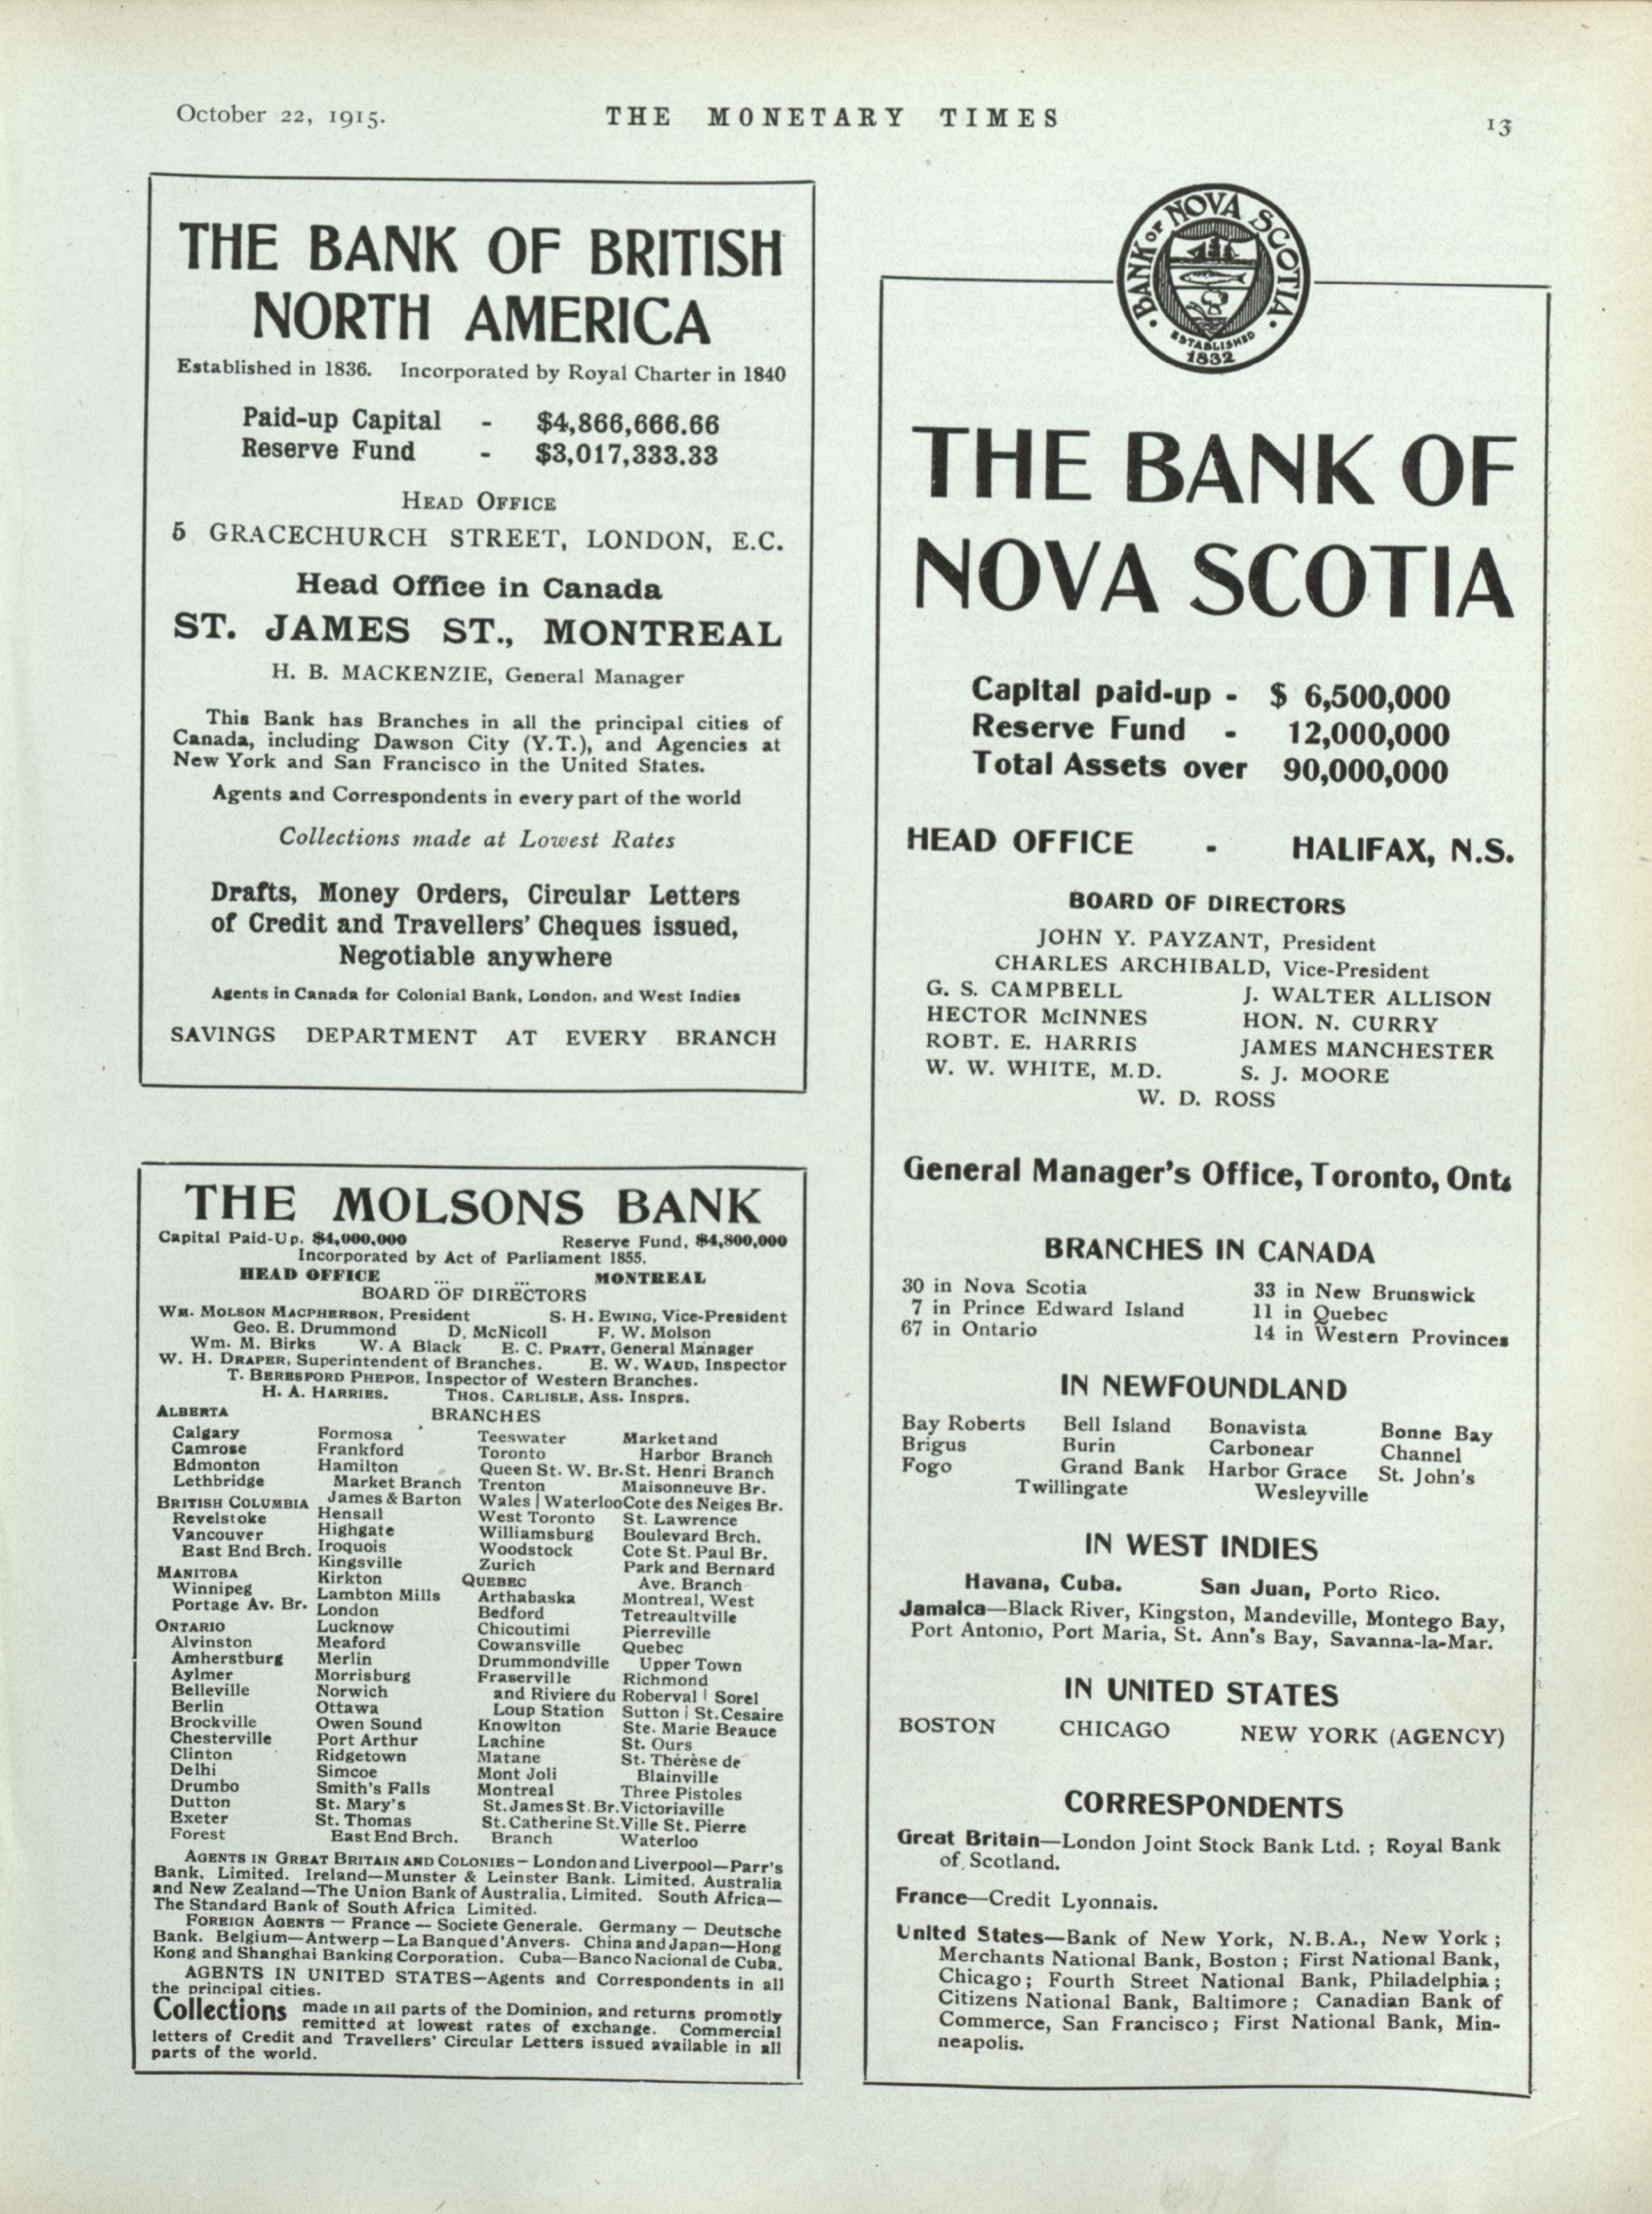 October 22, 1915.
THE MONETARY TIMES
13
THE BANK OF BRITISH
NORTH AMERICA
Established in 1836. Incorporated by Royal Charter in 1840
Paid-up Capital - $4,866,666.66
Reserve Fund - $3,017,333.33
HEAD OFFICE
5 GRACECHURCH STREET, LONDON, E.C.
Head Office in Canada
ST. JAMES ST., MONTREAL
H. B. MACKENZIE, General Manager
This Bank has Branches in all the principal cities of
Canada, including Dawson City (Y.T.), and Agencies at
New York and San Francisco in the United States.
Agents and Correspondents in every part of the world
Collections made at Lowest Rates
Drafts, Money Orders, Circular Letters
of Credit and Travellers' Cheques issued,
Negotiable anywhere
Agents in Canada for Colonial Bank, London, and West Indies
SAVINGS DEPARTMENT AT EVERY BRANCH
THE MOLSONS BANK
Capital Paid-Up, $4,000,000 Reserve Fund, $4,800,000
Incorporated by Act of Parliament 1855.
HEAD OFFICE ... ... MONTREAL
BOARD OF DIRECTORS
WM. MOLSON MACPHERSON, President S. H. EWING, Vice-President
Geo. E. Drummond D. McNicoll F. W. Molson
Wm. M. Birks W. A Black E. C. PRATT, General Manager
W. H. DRAPER, Superintendent of Branches. E. W. WAUD, Inspector
T. BERESFORD PHEPOE, Inspector of Western Branches.
H. A. HARRIES. THOS. CARLISLE, Ass. Insprs.
BRANCHES
ALBERTA
Calgary
Camrose
Edmonton
Lethbridge
BRITISH COLUMBIA
Revelstoke
Vancouver
East End Brch.
MANITOBA
Winnipeg
Portage Av. Br.
ONTARIO
Alvinston
Amherstburg
Aylmer
Belleville
Berlin
Brockville
Chesterville
Clinton
Delhi
Drumbo
Dutton
Exeter
Forest
Formosa
Frankford
Hamilton
Market Branch
James & Barton
Hensall
Highgate
Iroquois
Kingsville
Kirkton
Lambton Mills
London
Lucknow
Meaford
Merlin
Morrisburg
Norwich
Ottawa
Owen Sound
Port Arthur
Ridgetown
Simcoe
Smith's Falls
St. Mary's
St. Thomas
East End Brch.
Teeswater
Toronto
Queen St. W. Br.
Trenton
Wales | Waterloo
West Toronto
Williamsburg
Woodstock
Zurich
QUEBEC
Arthabaska
Bedford
Chicoutimi
Cowansville
Drummondville
Fraserville
and Riviere du
Loup Station
Knowlton
Lachine
Matane
Mont Joli
Montreal
St. James St. Br.
St. Catherine St.
Branch
Market and
Harbor Branch
St. Henri Branch
Maisonneuve Br.
Cote des Neiges Br.
St. Lawrence
Boulevard Brch.
Cote St. Paul Br.
Park and Bernard
Ave. Branch
Montreal, West
Tetreaultville
Pierreville
Quebec
Upper Town
Richmond
Roberval | Sorel
Sutton | St. Cesaire
Ste. Marie Beauce
St. Ours
St. Thérèse de
Blainville
Three Pistoles
Victoriaville
Ville St. Pierre
Waterloo
AGENTS IN GREAT BRITAIN AND COLONIES—London and Liverpool—Parr's
Bank, Limited. Ireland—Munster & Leinster Bank. Limited, Australia
and New Zealand—The Union Bank of Australia, Limited. South Africa—
The Standard Bank of South Africa Limited.
FOREIGN AGENTS — France — Societe Generale. Germany — Deutsche
Bank. Belgium—Antwerp—La Banque d'Anvers. China and Japan—Hong
Kong and Shanghai Banking Corporation. Cuba—Banco Nacional de Cuba.
AGENTS IN UNITED STATES—Agents and Correspondents in all
the principal cities.
Collections made in all parts of the Dominion, and returns promptly
remitted at lowest rates of exchange. Commercial
letters of Credit and Travellers' Circular Letters issued available in all
parts of the world.
BANK OF NOVA SCOTIA
ESTABLISHED
1832
THE BANK OF
NOVA SCOTIA
Capital paid-up - $ 6,500,000
Reserve Fund - 12,000,000
Total Assets over 90,000,000
HEAD OFFICE - HALIFAX, N.S.
BOARD OF DIRECTORS
JOHN Y. PAYZANT, President
CHARLES ARCHIBALD, Vice-President
G. S. CAMPBELL J. WALTER ALLISON
HECTOR McINNES HON. N. CURRY
ROBT. E. HARRIS JAMES MANCHESTER
W. W. WHITE, M.D. S. J. MOORE
W. D. ROSS
General Manager's Office, Toronto, Ont.
BRANCHES IN CANADA
30 in Nova Scotia 33 in New Brunswick
7 in Prince Edward Island 11 in Quebec
67 in Ontario 14 in Western Provinces
IN NEWFOUNDLAND
Bay Roberts Bell Island Bonavista Bonne Bay
Brigus Burin Carbonear Channel
Fogo Grand Bank Harbor Grace St. John's
Twillingate Wesleyville
IN WEST INDIES
Havana, Cuba. San Juan, Porto Rico.
Jamaica—Black River, Kingston, Mandeville, Montego Bay,
Port Antonio, Port Maria, St. Ann's Bay, Savanna-la-Mar.
IN UNITED STATES
BOSTON CHICAGO NEW YORK (AGENCY)
CORRESPONDENTS
Great Britain—London Joint Stock Bank Ltd. ; Royal Bank
of Scotland.
France—Credit Lyonnais.
United States—Bank of New York, N.B.A., New York ;
Merchants National Bank, Boston ; First National Bank,
Chicago ; Fourth Street National Bank, Philadelphia ;
Citizens National Bank, Baltimore ; Canadian Bank of
Commerce, San Francisco ; First National Bank, Min-
neapolis.